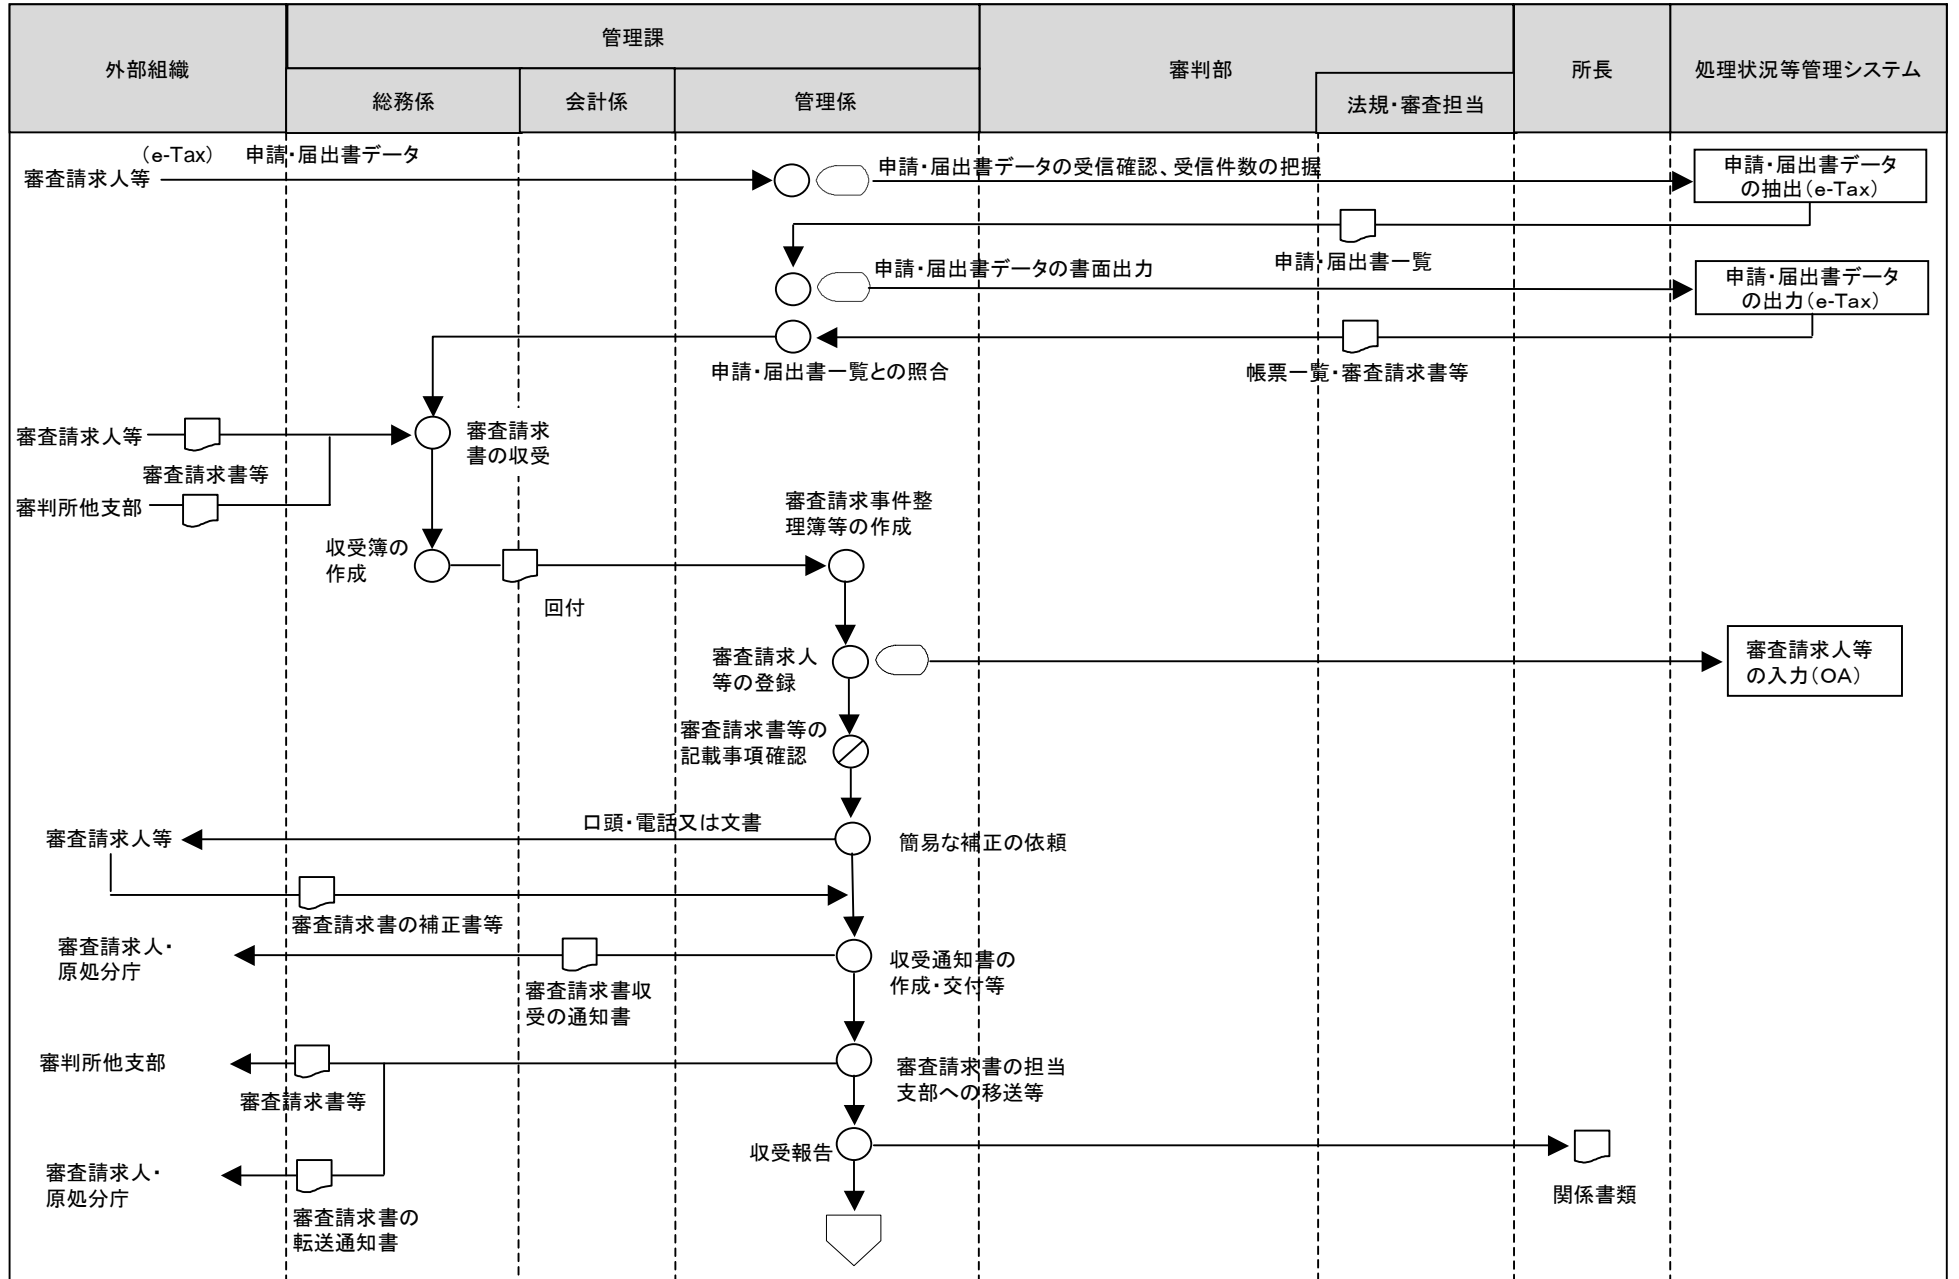 外部組織
管理課
審判部
所長
処理状況等管理システム
総務係
会計係
管理係
法規・審査担当
(e-Tax) 申請・届出書データ
審査請求人等
申請・届出書データの受信確認、受信件数の把握
申請・届出書データ
の抽出(e-Tax)
申請・届出書一覧
申請・届出書データの書面出力
申請・届出書データ
の出力(e-Tax)
申請・届出書一覧との照合
帳票一覧・審査請求書等
審査請求人等
審査請求書等
審判所他支部
審査請求
書の収受
収受簿の
作成
回付
審査請求事件整
理簿等の作成
審査請求人
等の登録
審査請求人等
の入力(OA)
審査請求書等の
記載事項確認
審査請求人等
口頭・電話又は文書
簡易な補正の依頼
審査請求書の補正書等
審査請求人・
原処分庁
審査請求書収
受の通知書
収受通知書の
作成・交付等
審判所他支部
審査請求書等
審査請求書の担当
支部への移送等
収受報告
関係書類
審査請求人・
原処分庁
審査請求書の
転送通知書